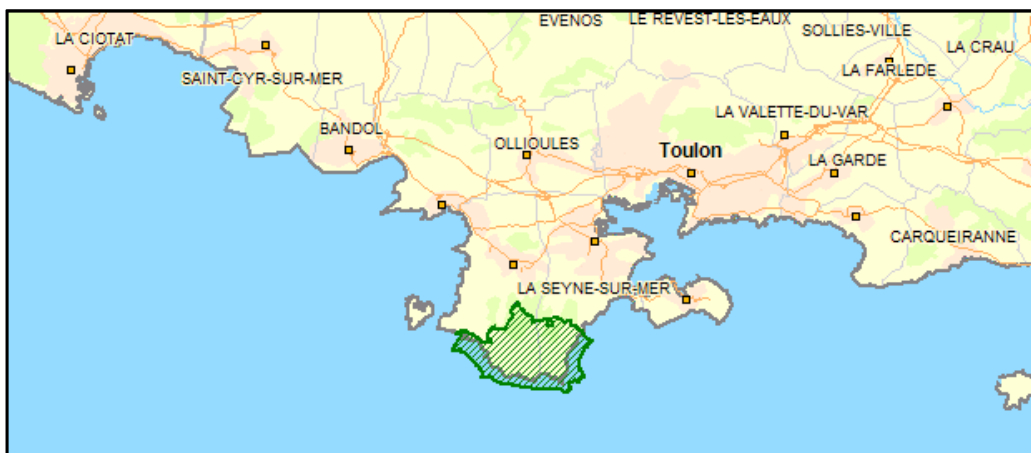 EVENOS
LE REVEST-LES-EAUX
SOLLIES-VILLE
LA CIOTAT
LA CRAU
LA FARLEDE
SAINT-CYR-SUR-MER
LA VALETTE-DU-VAR
BANDOL
OLLIOULES
Toulon
LA GARDE
CARQUEIRANNE
LA SEYNE-SUR-MER